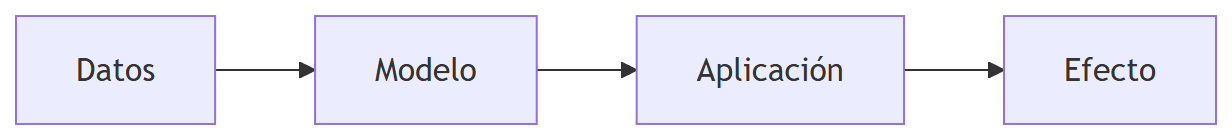 Datos
Modelo
Aplicación
Efecto